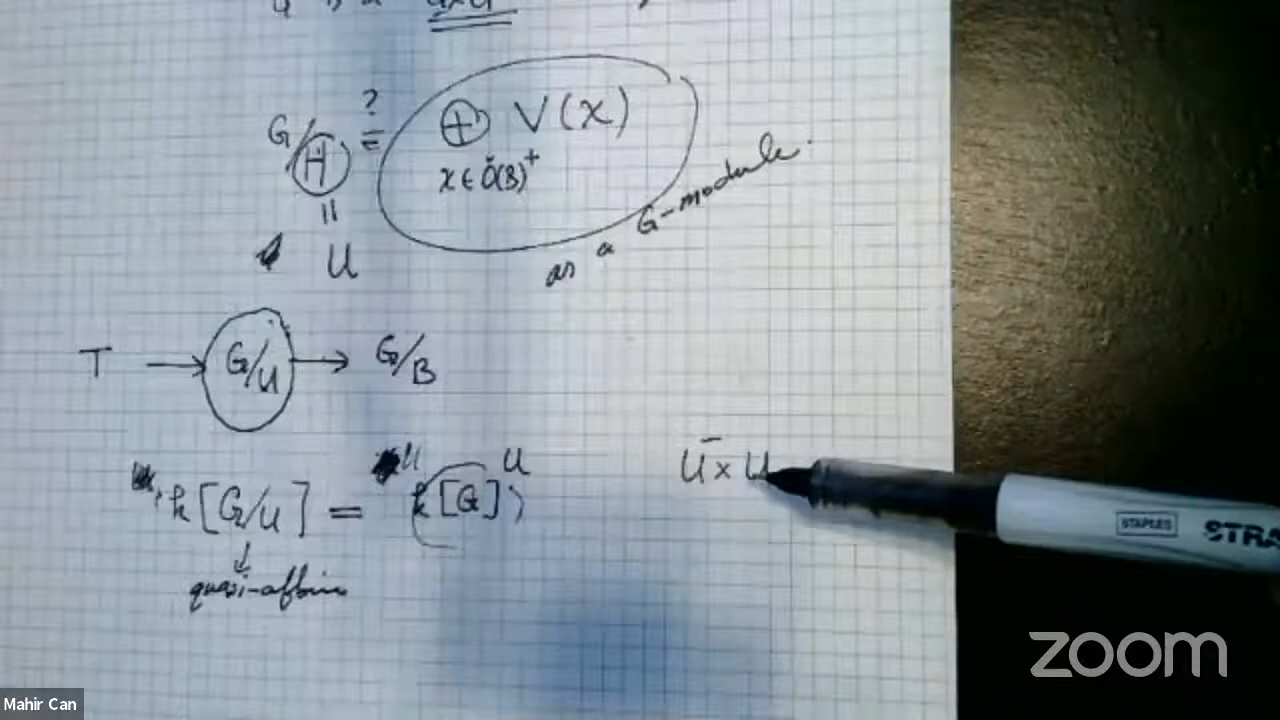 G/H ?= ⊕ V(χ)
χ ∈ X(B)⁺
as a G-module.
U
T → G/U → G/B
k[G/U] = k[G]ᵁ
U⁻ × U
quasi-affine
STAPLES
STRA
zoom
Mahir Can